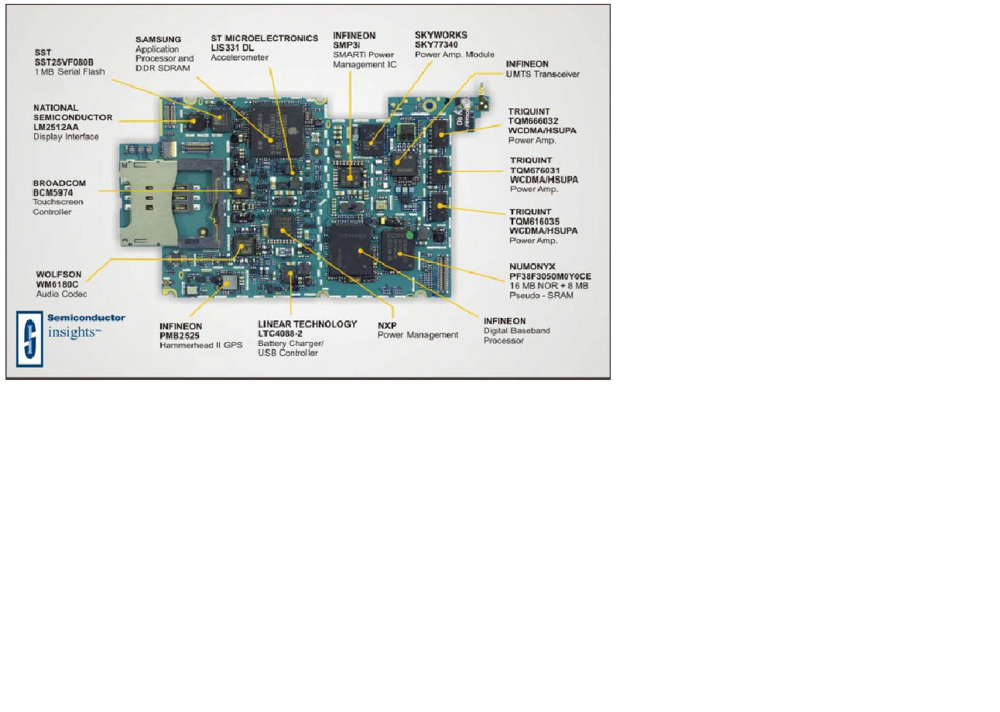 SST
SST25VF080B
1 MB Serial Flash
SAMSUNG
Application
Processor and
DDR SDRAM
ST MICROELECTRONICS
LIS331 DL
Accelerometer
INFINEON
SMP3i
SMARTi Power
Management IC
SKYWORKS
SKY77340
Power Amp. Module
INFINEON
UMTS Transceiver
NATIONAL
SEMICONDUCTOR
LM2512AA
Display Interface
TRIQUINT
TQM666032
WCDMA/HSUPA
Power Amp.
TRIQUINT
TQM676031
WCDMA/HSUPA
Power Amp.
BROADCOM
BCM5974
Touchscreen
Controller
TRIQUINT
TQM616035
WCDMA/HSUPA
Power Amp.
WOLFSON
WM6180C
Audio Codec
NUMONYX
PF38F3050M0Y0CE
16 MB NOR + 8 MB
Pseudo - SRAM
INFINEON
PMB2525
Hammerhead II GPS
LINEAR TECHNOLOGY
LTC4088-2
Battery Charger/
USB Controller
NXP
Power Management
INFINEON
Digital Baseband
Processor
Semiconductor
insights